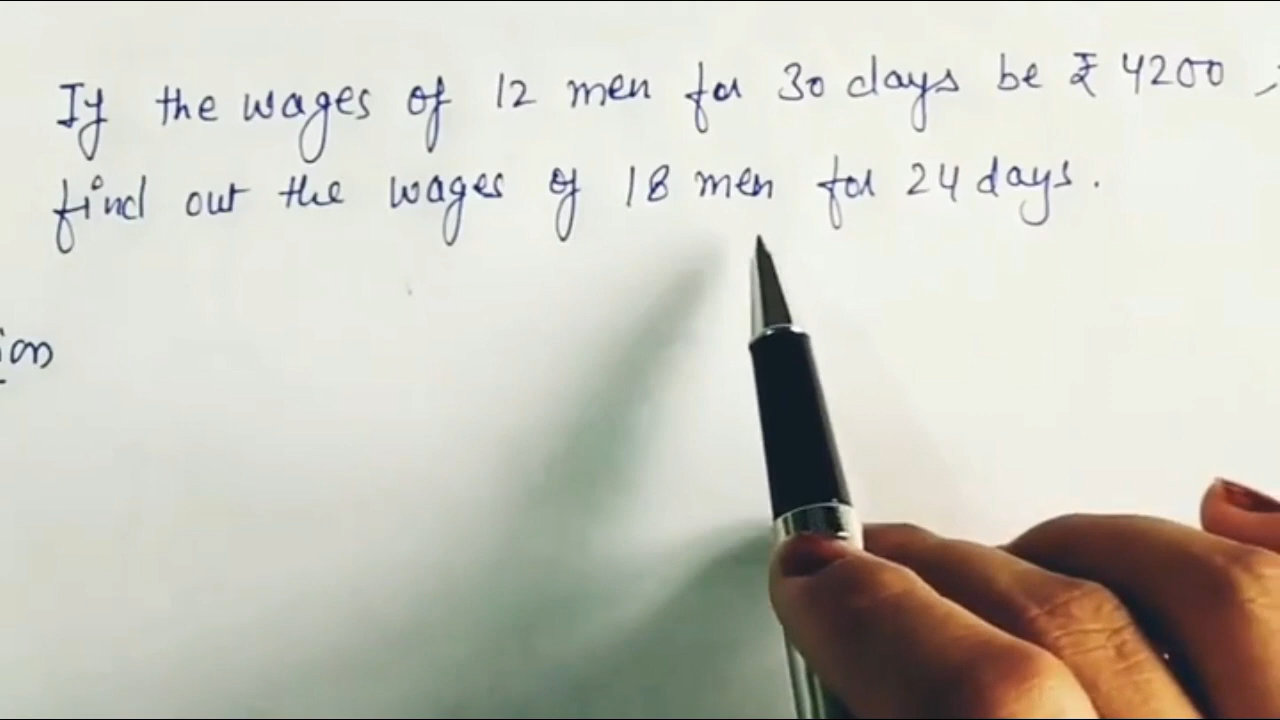 If the wages of 12 men for 30 days be ₹ 4200 ,
find out the wages of 18 men for 24 days.